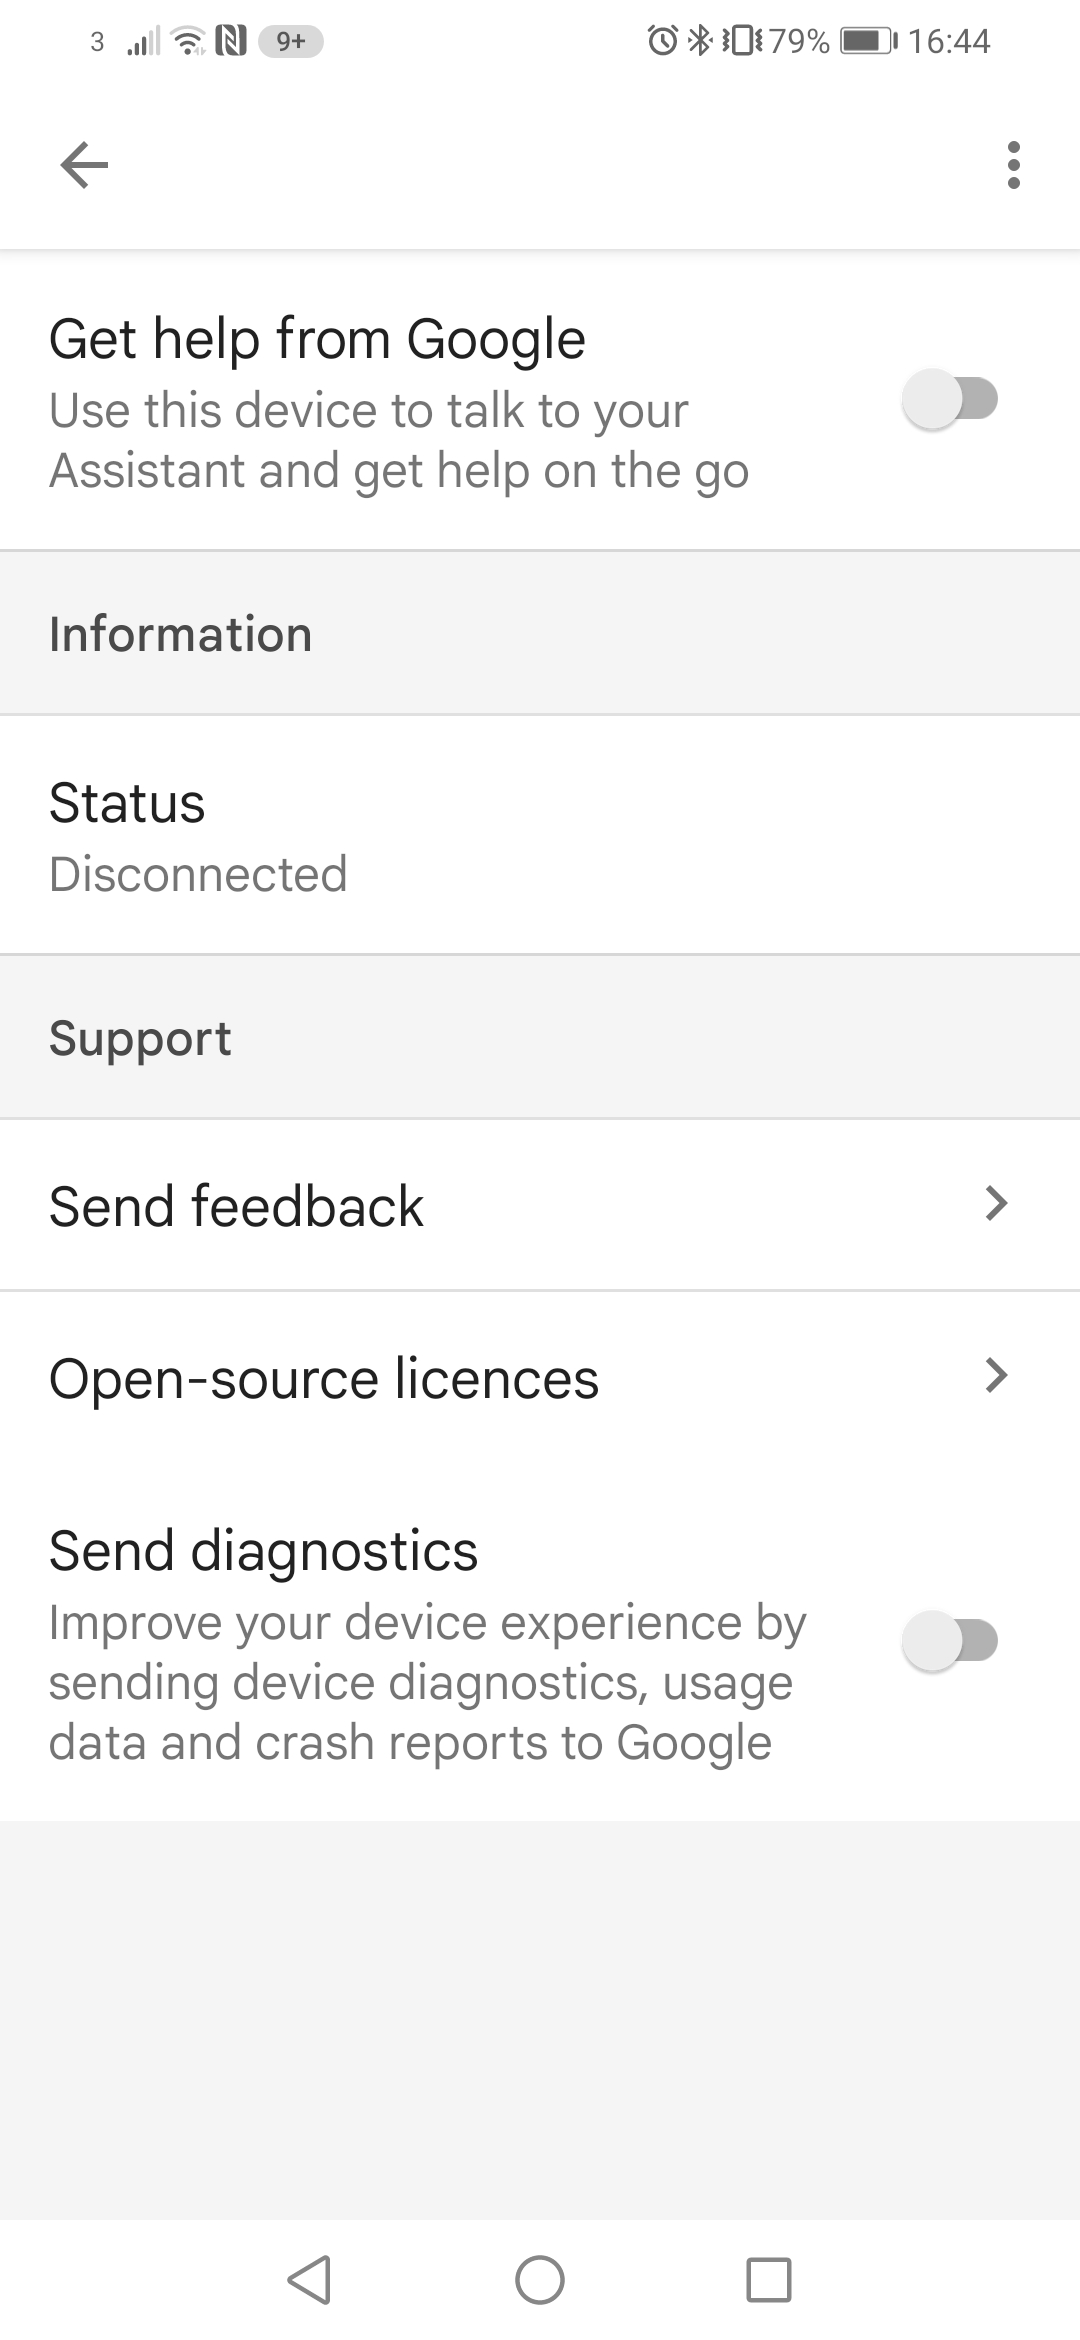 3 9+ 79% 16:44
Get help from Google
Use this device to talk to your
Assistant and get help on the go
Information
Status
Disconnected
Support
Send feedback
Open-source licences
Send diagnostics
Improve your device experience by
sending device diagnostics, usage
data and crash reports to Google